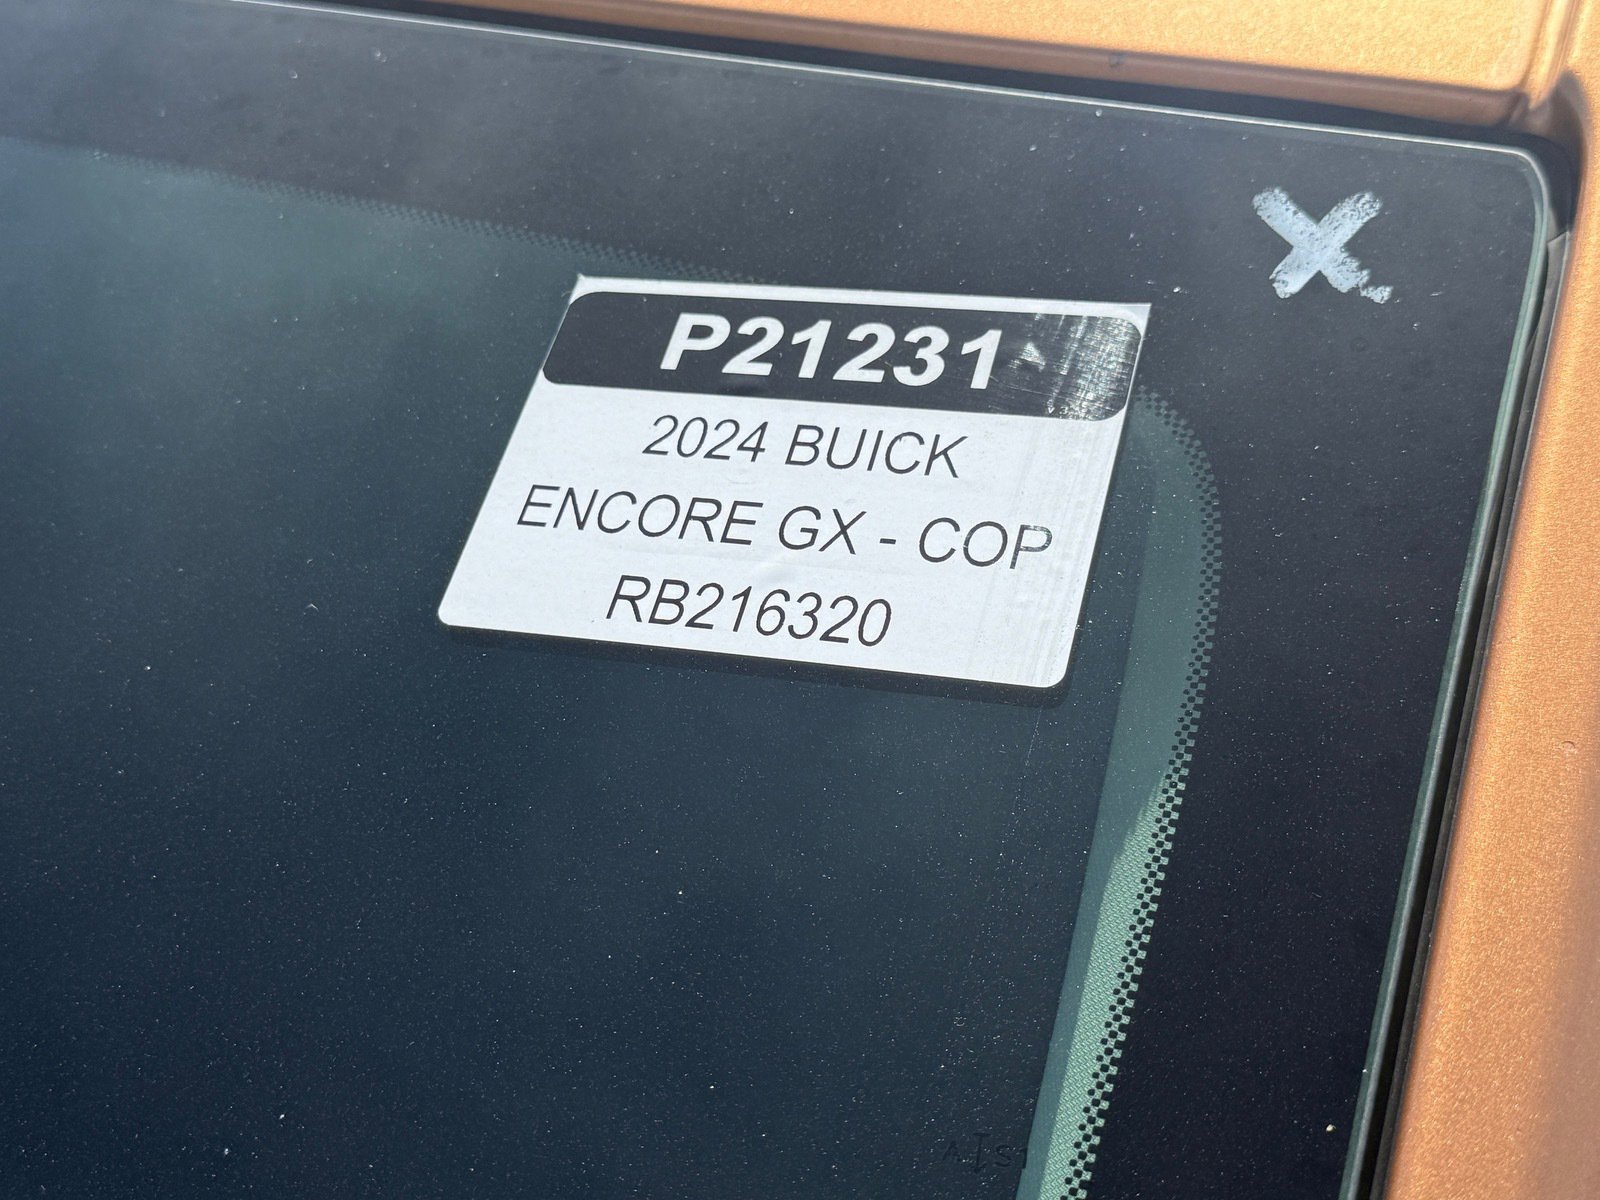 P21231
2024 BUICK
ENCORE GX - COP
RB216320